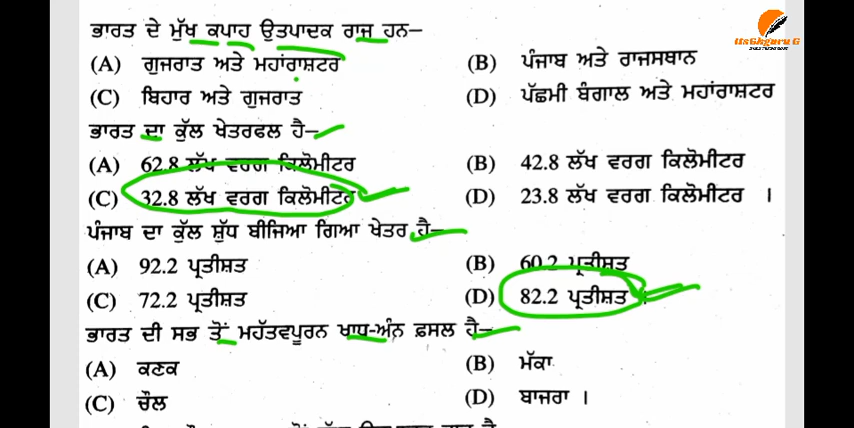 UsGkguru G
ਭਾਰਤ ਦੇ ਮੁੱਖ ਕਪਾਹ ਉਤਪਾਦਕ ਰਾਜ ਹਨ—
(A) ਗੁਜਰਾਤ ਅਤੇ ਮਹਾਂਰਾਸ਼ਟਰ (B) ਪੰਜਾਬ ਅਤੇ ਰਾਜਸਥਾਨ
(C) ਬਿਹਾਰ ਅਤੇ ਗੁਜਰਾਤ (D) ਪੱਛਮੀ ਬੰਗਾਲ ਅਤੇ ਮਹਾਂਰਾਸ਼ਟਰ
ਭਾਰਤ ਦਾ ਕੁੱਲ ਖੇਤਰਫਲ ਹੈ—
(A) 62.8 ਲੱਖ ਵਰਗ ਕਿਲੋਮੀਟਰ (B) 42.8 ਲੱਖ ਵਰਗ ਕਿਲੋਮੀਟਰ
(C) 32.8 ਲੱਖ ਵਰਗ ਕਿਲੋਮੀਟਰ (D) 23.8 ਲੱਖ ਵਰਗ ਕਿਲੋਮੀਟਰ ।
ਪੰਜਾਬ ਦਾ ਕੁੱਲ ਸ਼ੁੱਧ ਬੀਜਿਆ ਗਿਆ ਖੇਤਰ ਹੈ—
(A) 92.2 ਪ੍ਰਤੀਸ਼ਤ (B) 60.2 ਪ੍ਰਤੀਸ਼ਤ
(C) 72.2 ਪ੍ਰਤੀਸ਼ਤ (D) 82.2 ਪ੍ਰਤੀਸ਼ਤ ।
ਭਾਰਤ ਦੀ ਸਭ ਤੋਂ ਮਹੱਤਵਪੂਰਨ ਖਾਧ-ਅੰਨ ਫ਼ਸਲ ਹੈ—
(A) ਕਣਕ (B) ਮੱਕਾ
(C) ਚੌਲ (D) ਬਾਜਰਾ ।